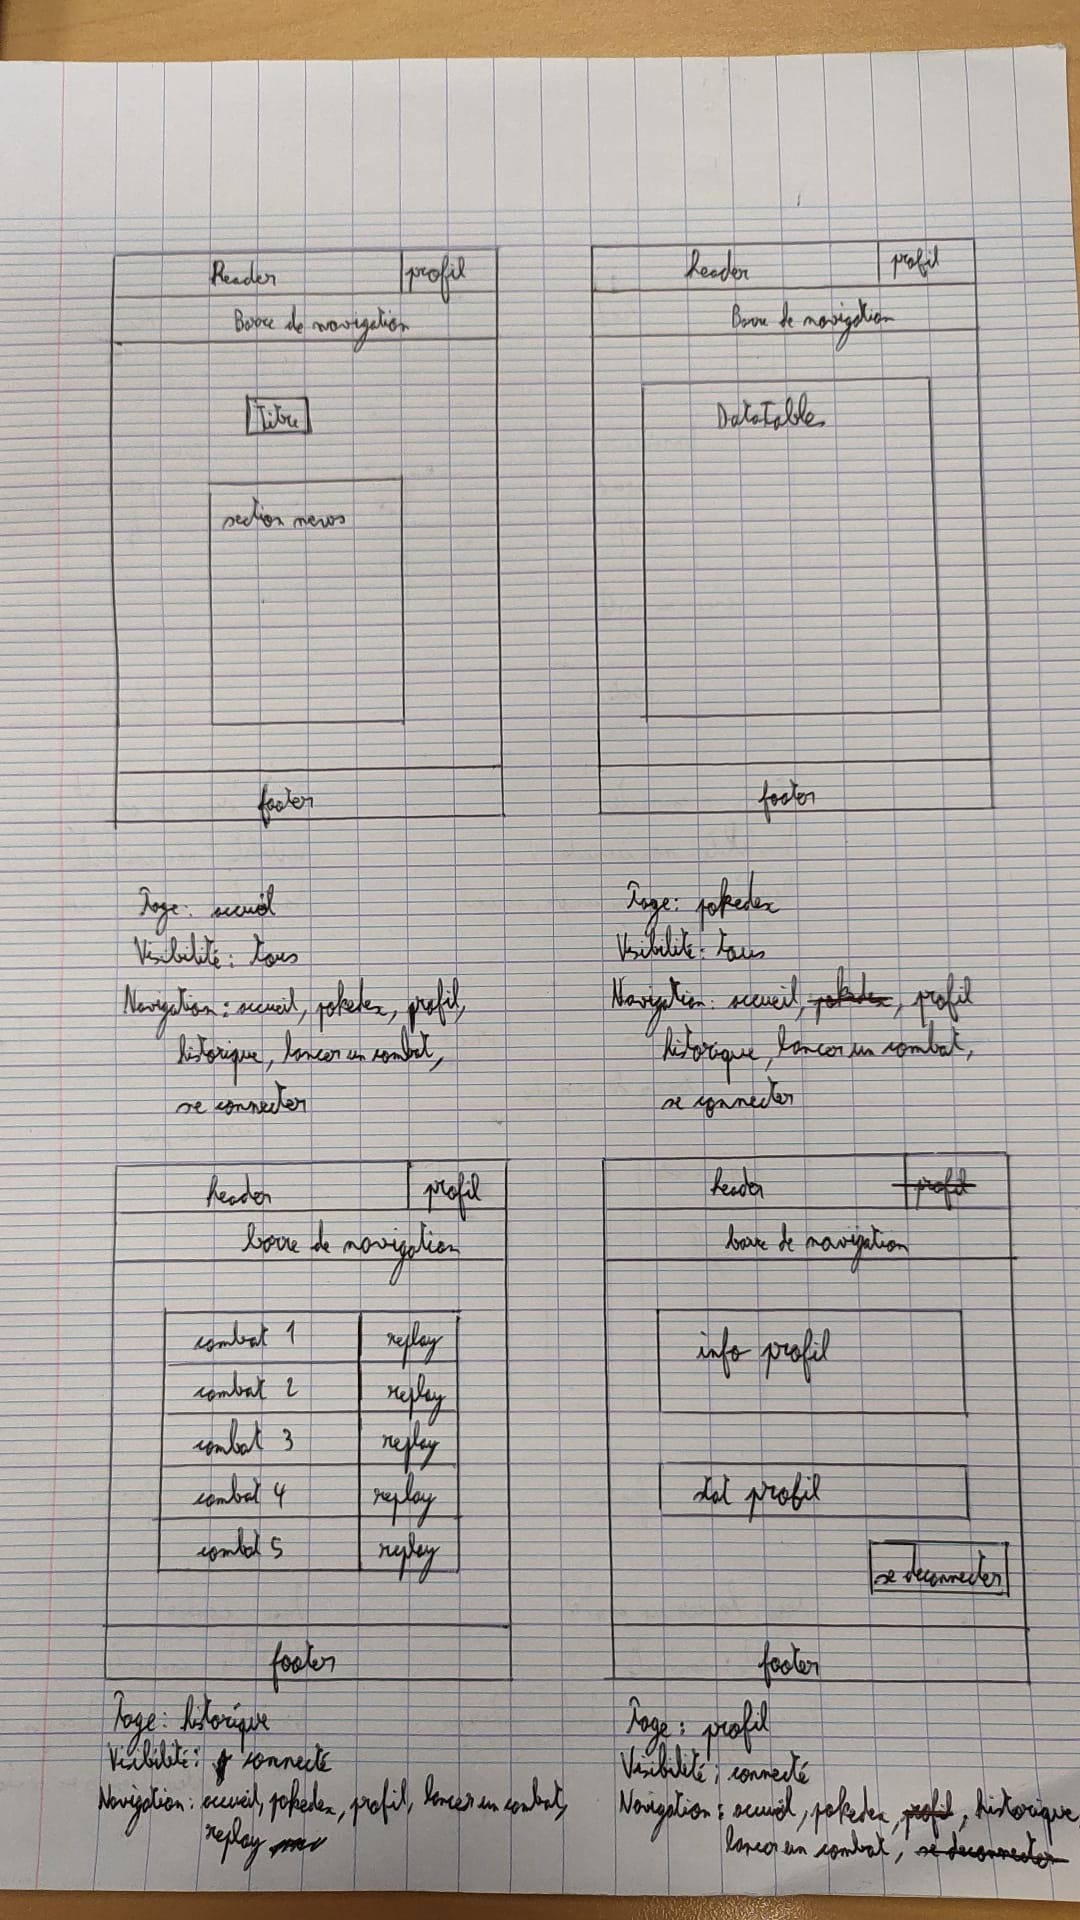 Header profil
Barre de navigation
Titre
section news
footer
Page: accueil
Visibilité: tous
Navigation: accueil, pokedex, profil,
historique, lancer un combat,
se connecter
header profil
Barre de navigation
Datatables
footer
Page: pokedex
Visibilité: tous
Navigation: accueil, pokedex, profil
historique, lancer un combat,
se connecter
header profil
barre de navigation
combat 1 replay
combat 2 replay
combat 3 replay
combat 4 replay
combat 5 replay
footer
Page: historique
Visibilité: connecté
Navigation: accueil, pokedex, profil, lancer un combat,
replay
header profil
barre de navigation
info profil
stat profil
se deconnecter
footer
Page: profil
Visibilité: connecté
Navigation: accueil, pokedex, profil, historique,
lancer un combat, se deconnecter